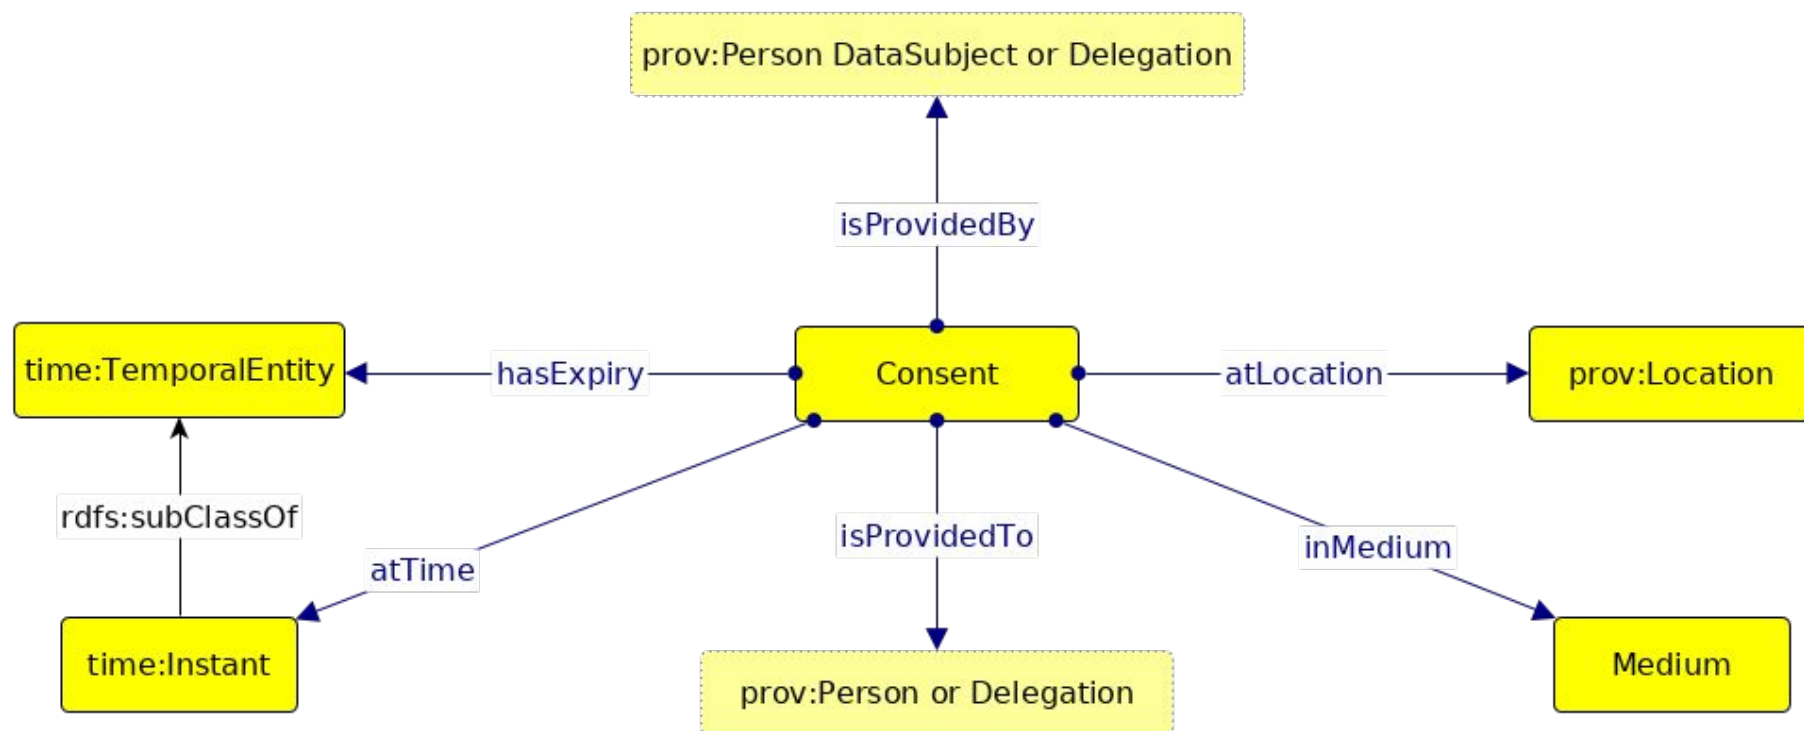 prov:Person DataSubject or Delegation
isProvidedBy
time:TemporalEntity
hasExpiry
Consent
atLocation
prov:Location
rdfs:subClassOf
atTime
isProvidedTo
inMedium
time:Instant
prov:Person or Delegation
Medium